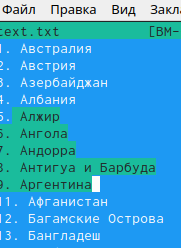 Файл Правка Вид Закл
text.txt [BM-
1. Австралия
2. Австрия
3. Азербайджан
4. Албания
5. Алжир
6. Ангола
7. Андорра
8. Антигуа и Барбуда
9. Аргентина
11. Афганистан
12. Багамские Острова
13. Бангладеш